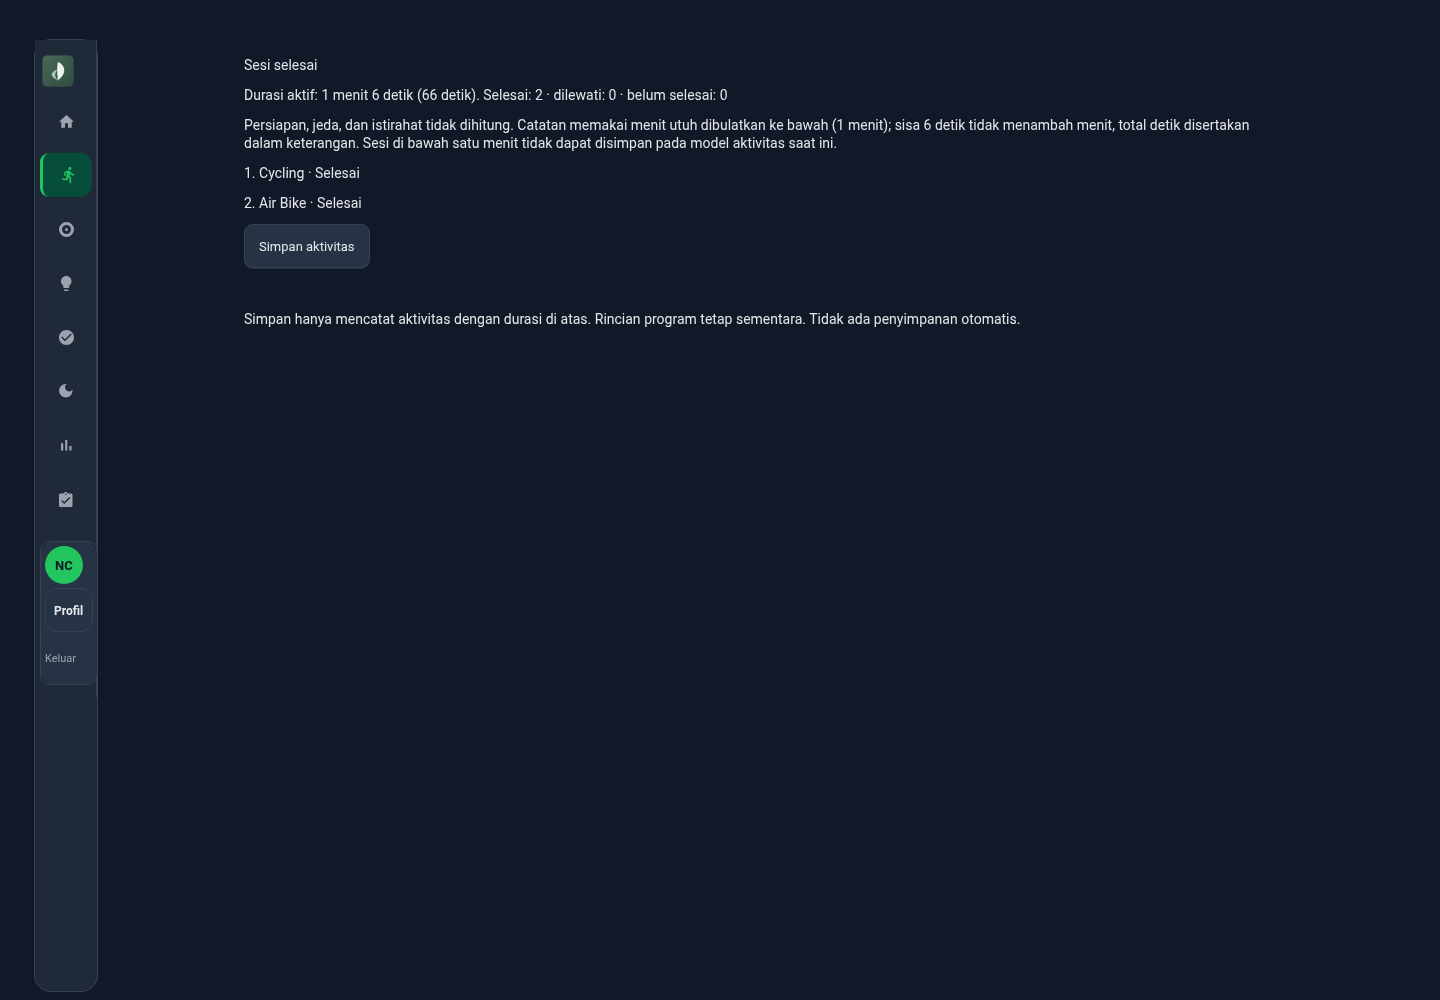 Sesi selesai
Durasi aktif: 1 menit 6 detik (66 detik). Selesai: 2 · dilewati: 0 · belum selesai: 0
Persiapan, jeda, dan istirahat tidak dihitung. Catatan memakai menit utuh dibulatkan ke bawah (1 menit); sisa 6 detik tidak menambah menit, total detik disertakan
dalam keterangan. Sesi di bawah satu menit tidak dapat disimpan pada model aktivitas saat ini.
1. Cycling · Selesai
2. Air Bike · Selesai
Simpan aktivitas
Simpan hanya mencatat aktivitas dengan durasi di atas. Rincian program tetap sementara. Tidak ada penyimpanan otomatis.
NC
Profil
Keluar